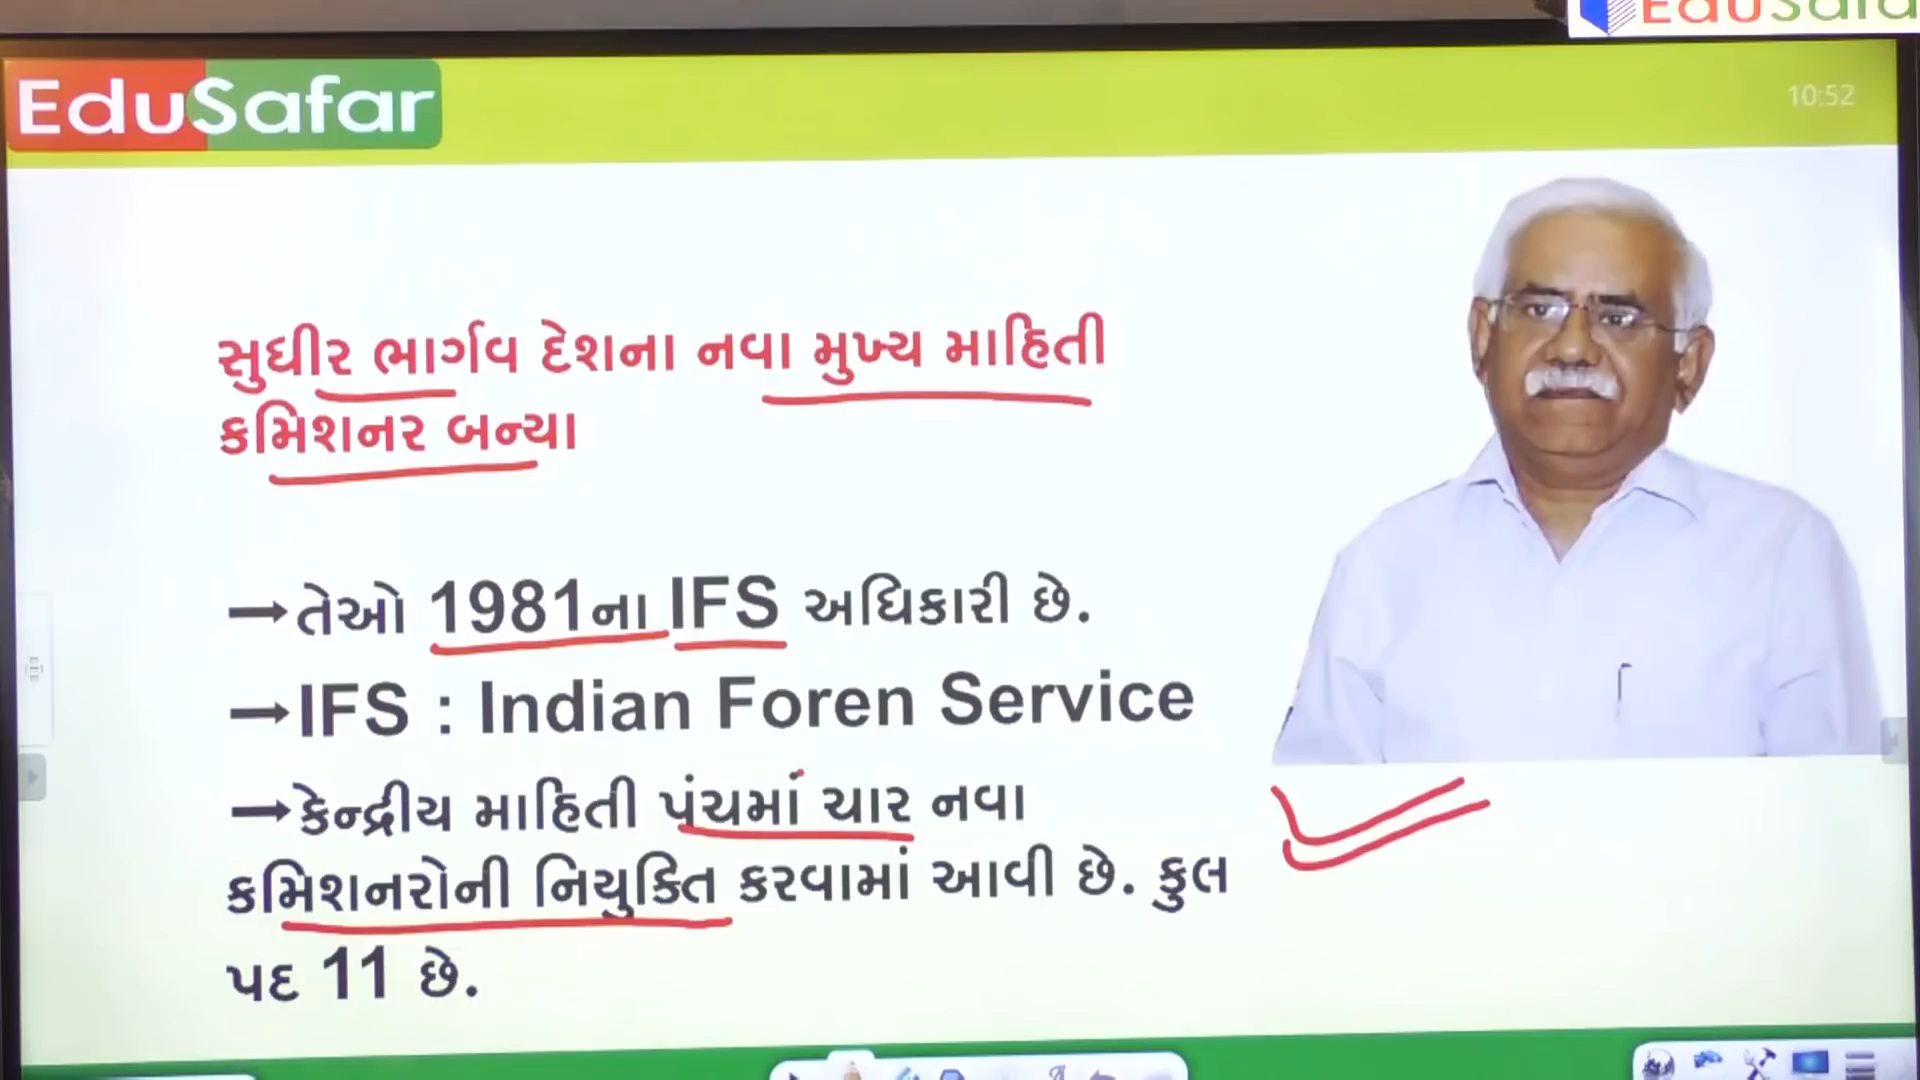 EduSafar
EduSafar
10:52
સુધીર ભાર્ગવ દેશના નવા મુખ્ય માહિતી
કમિશનર બન્યા
→તેઓ 1981ના IFS અધિકારી છે.
→IFS : Indian Foren Service
→કેન્દ્રીય માહિતી પંચમાં ચાર નવા
કમિશનરોની નિયુક્તિ કરવામાં આવી છે. કુલ
પદ 11 છે.